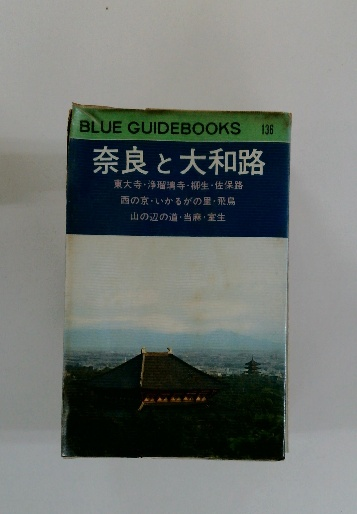 BLUE GUIDEBOOKS 136
奈良と大和路
東大寺・浄瑠璃寺・柳生・佐保路
西の京・いかるがの里・飛鳥
山の辺の道・当麻・室生